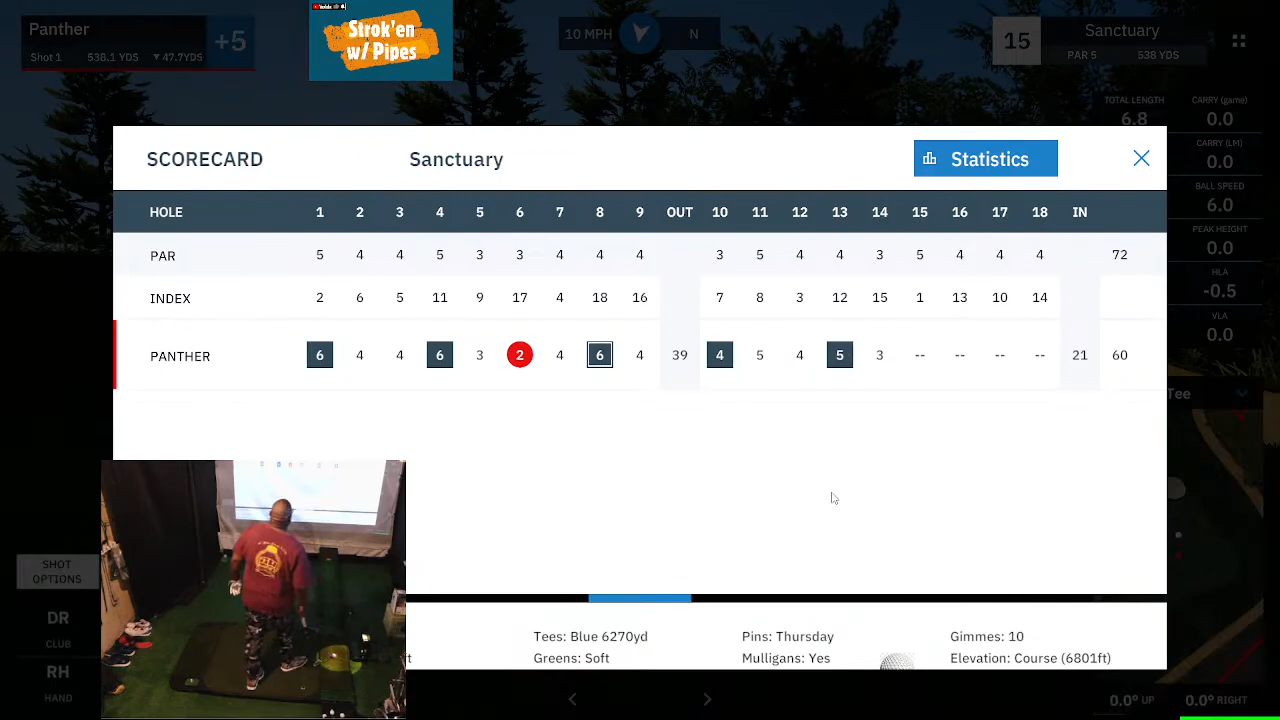 Panther
+5
Shot 1 538.1 YDS ▼47.7YDS
YouTube
Strok'en
w/ Pipes
10 MPH N
15
Sanctuary
PAR 5 538 YDS
TOTAL LENGTH
6.8
CARRY (game)
0.0
CARRY (LM)
0.0
BALL SPEED
6.0
PEAK HEIGHT
0.0
HLA
-0.5
VLA
0.0
SCORECARD Sanctuary Statistics
HOLE 1 2 3 4 5 6 7 8 9 OUT 10 11 12 13 14 15 16 17 18 IN
PAR 5 4 4 5 3 3 4 4 4 3 5 4 4 3 5 4 4 4 72
INDEX 2 6 5 11 9 17 4 18 16 7 8 3 12 15 1 13 10 14
PANTHER 6 4 4 6 3 2 4 6 4 39 4 5 4 5 3 -- -- -- -- 21 60
Tee
SHOT
OPTIONS
DR
CLUB
RH
HAND
Tees: Blue 6270yd Pins: Thursday Gimmes: 10
Greens: Soft Mulligans: Yes Elevation: Course (6801ft)
0.0° UP 0.0° RIGHT